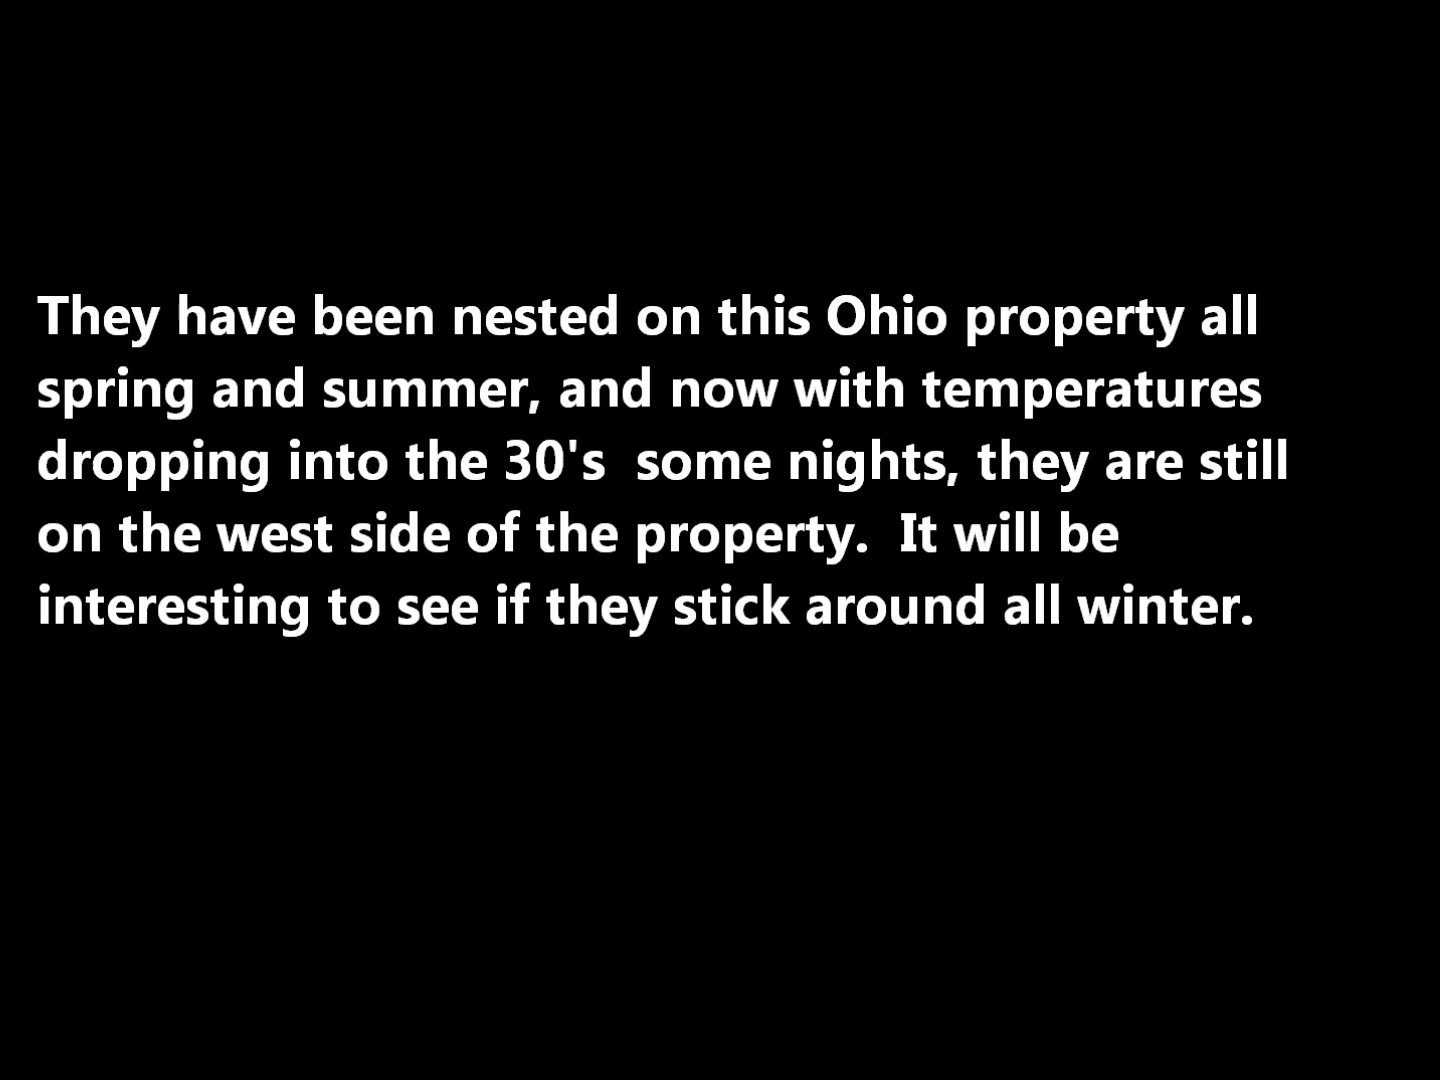 They have been nested on this Ohio property all
spring and summer, and now with temperatures
dropping into the 30's  some nights, they are still
on the west side of the property.  It will be
interesting to see if they stick around all winter.